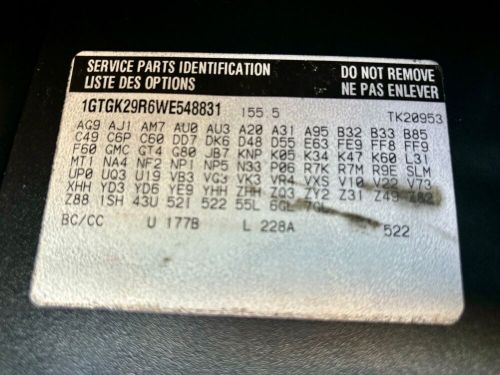 SERVICE PARTS IDENTIFICATION DO NOT REMOVE
LISTE DES OPTIONS NE PAS ENLEVER
1GTGK29R6WE548831 155.5 TK20953
AG9 AJ1 AM7 AU0 AU3 A20 A31 A95 B32 B33 B85
C49 C6P C60 DD7 DK6 D48 D55 E63 FE9 FF8 FF9
F60 GMC GT4 G80 JB7 KNP K05 K34 K47 K60 L31
MT1 NA4 NF2 NP1 NP5 N33 P06 R7K R7M R9E SLM
UP0 UQ3 U19 VB3 VG3 VK3 VR4 VXS V10 V22 V73
XHH YD3 YD6 YE9 YHH ZHH ZQ3 ZY2 Z31 Z49 Z82
Z88 1SH 43U 52I 522 55L 6GL 7GL
BC/CC U 177B L 228A 522